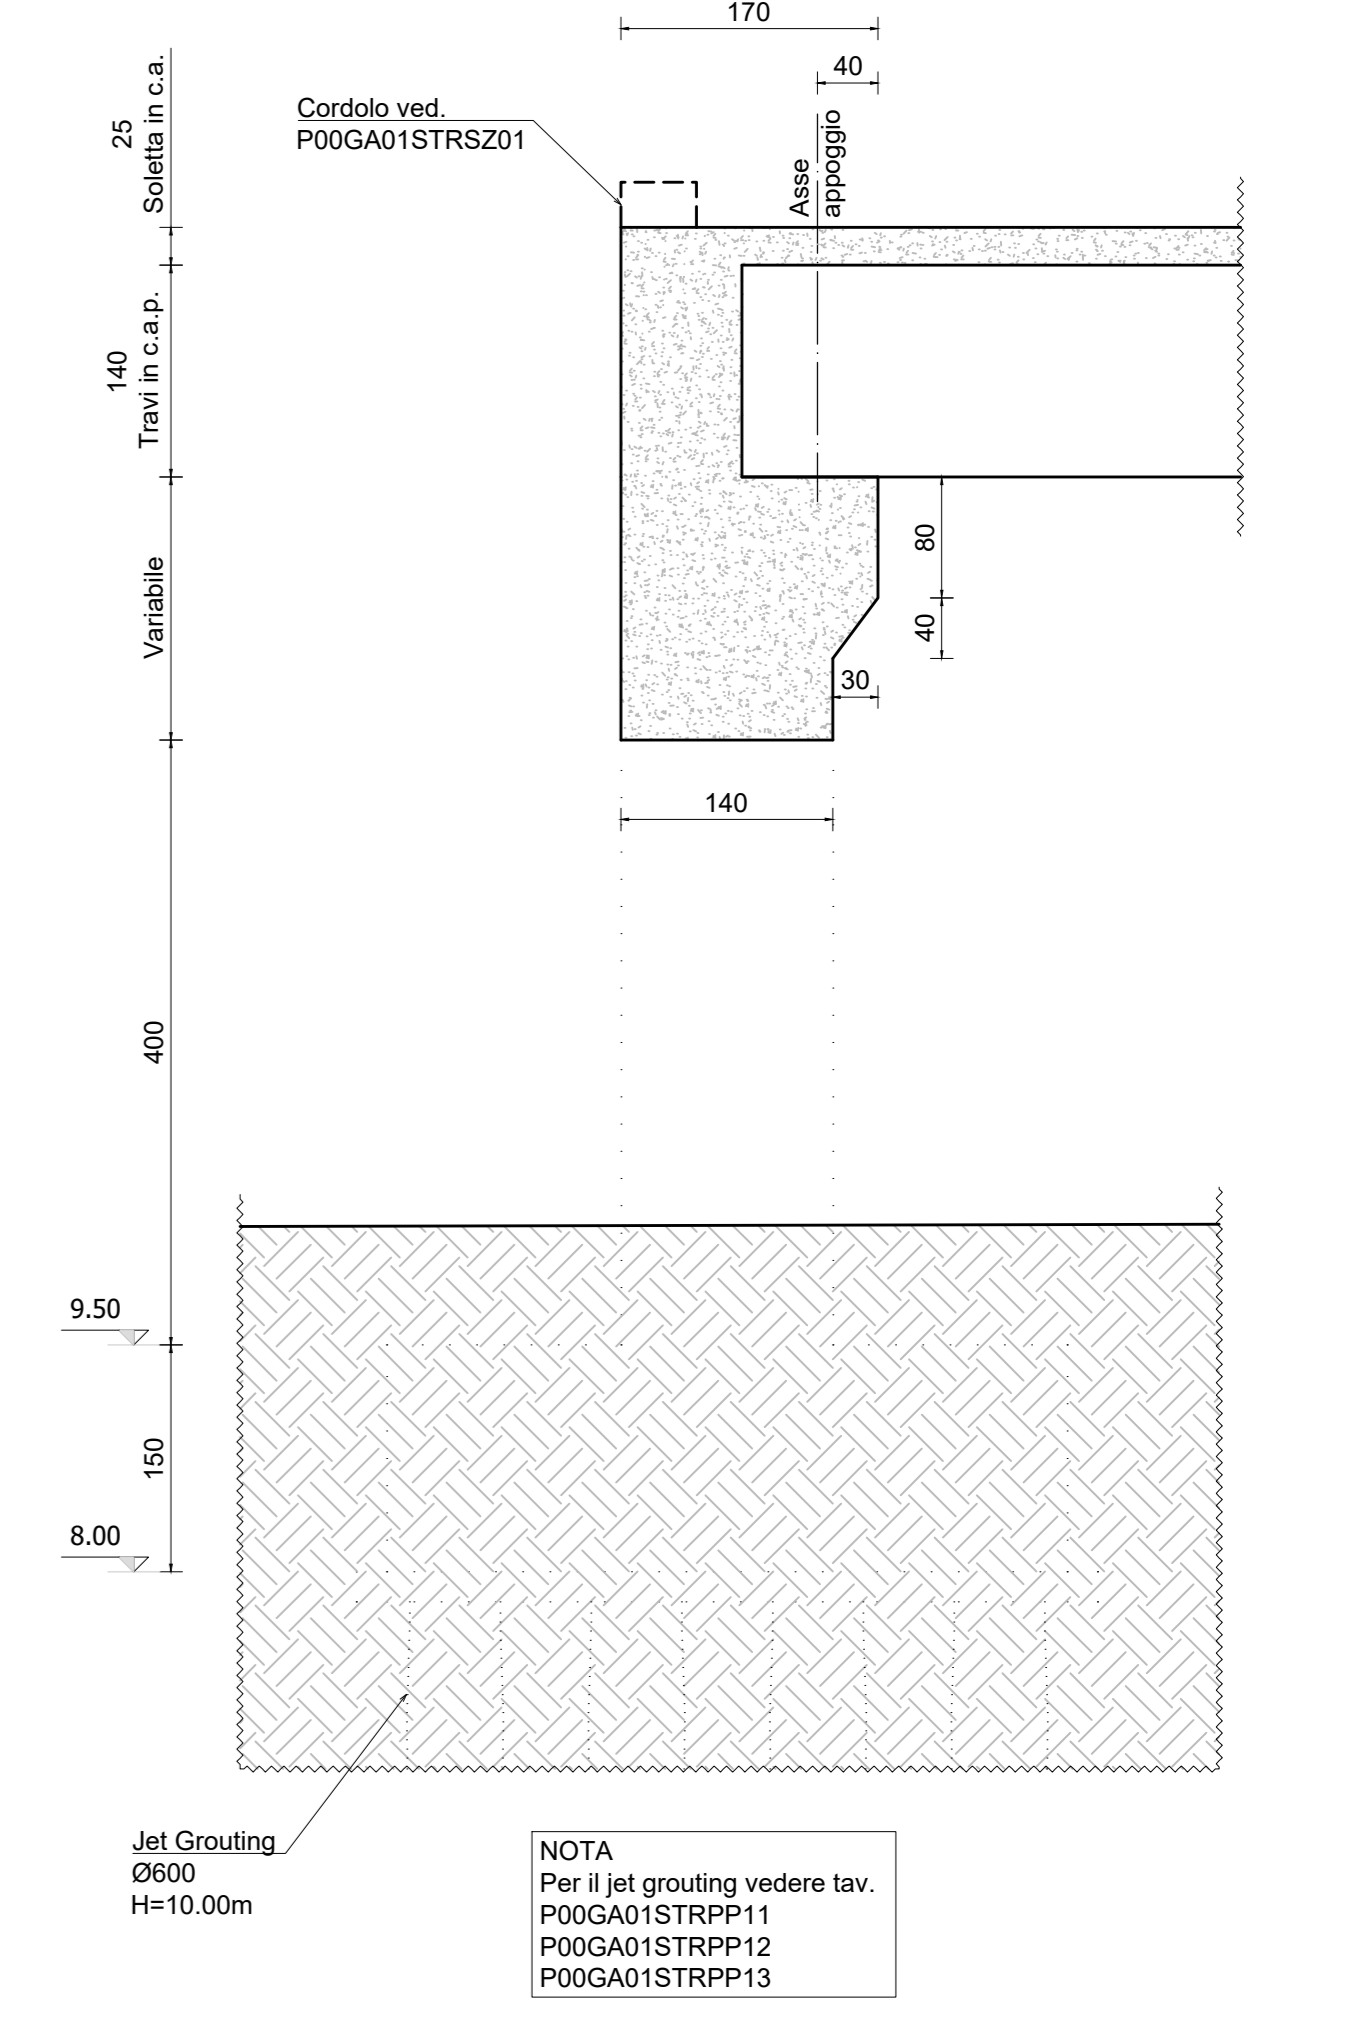 170
40
Cordolo ved.
P00GA01STRSZ01
Asse
appoggio
25
Soletta in c.a.
140
Travi in c.a.p.
Variabile
80
40
30
140
400
9.50
150
8.00
Jet Grouting
Ø600
H=10.00m
NOTA
Per il jet grouting vedere tav.
P00GA01STRPP11
P00GA01STRPP12
P00GA01STRPP13